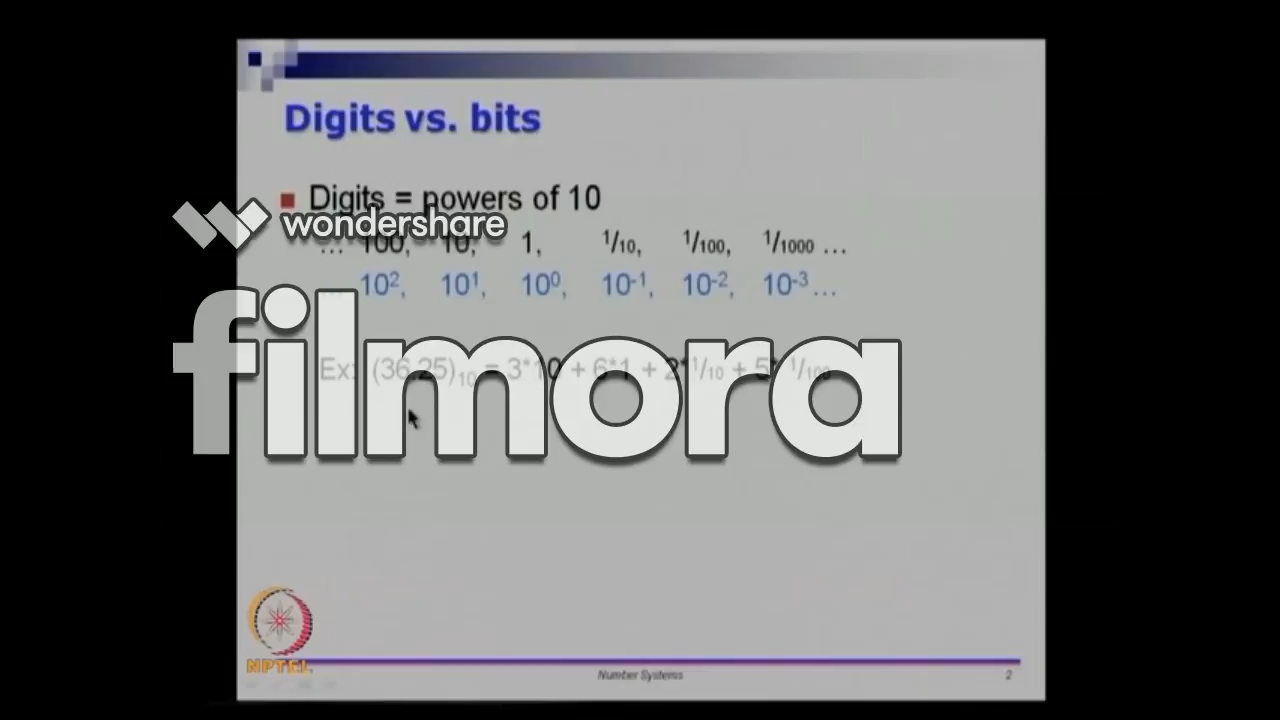 Digits vs. bits
Digits = powers of 10
wondershare
... 100, 10, 1, 1/10, 1/100, 1/1000 ...
10², 10¹, 10⁰, 10⁻¹, 10⁻², 10⁻³ ...
filmora
Ex: (36.25)₁₀ = 3*10 + 6*1 + 2*1/10 + 5* 1/100
NPTEL
Number Systems
2